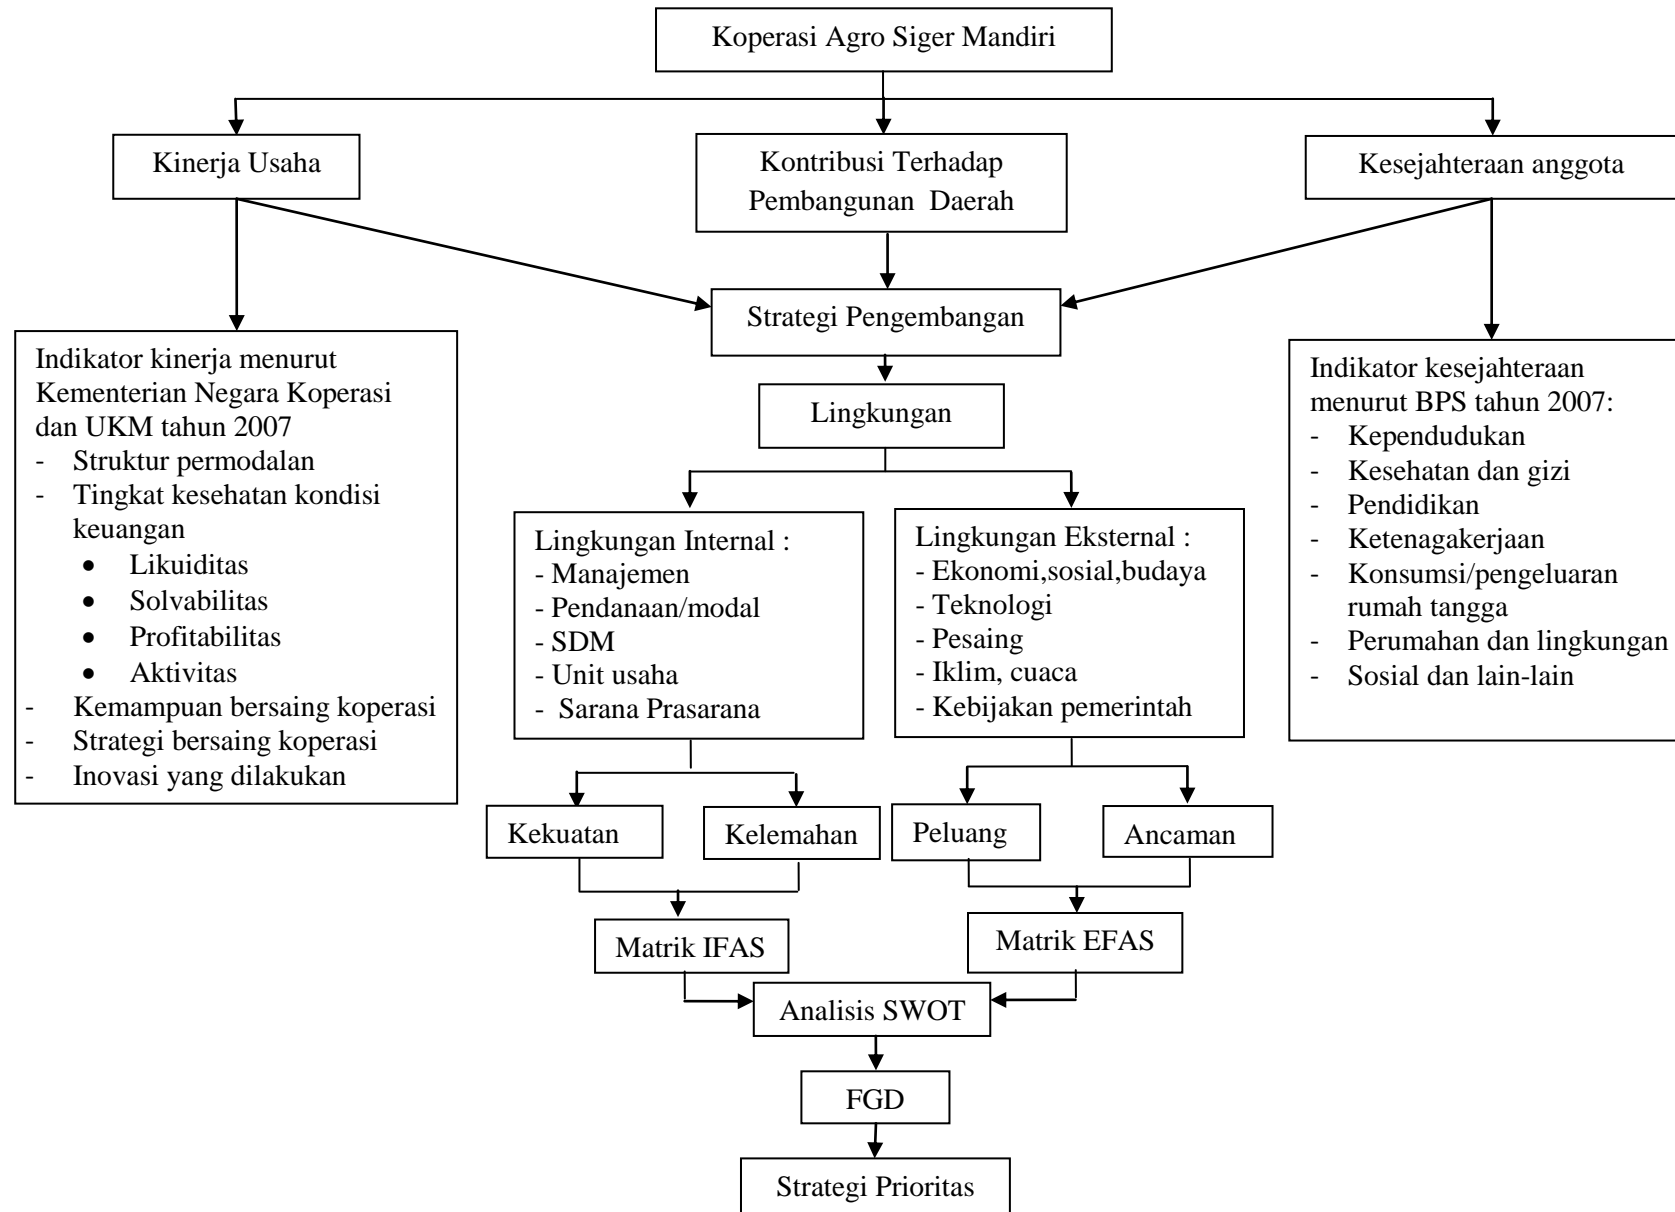 Koperasi Agro Siger Mandiri
Kinerja Usaha
Kontribusi Terhadap
Pembangunan Daerah
Kesejahteraan anggota
Strategi Pengembangan
Indikator kinerja menurut
Kementerian Negara Koperasi
dan UKM tahun 2007
- Struktur permodalan
- Tingkat kesehatan kondisi
keuangan
• Likuiditas
• Solvabilitas
• Profitabilitas
• Aktivitas
- Kemampuan bersaing koperasi
- Strategi bersaing koperasi
- Inovasi yang dilakukan
Indikator kesejahteraan
menurut BPS tahun 2007:
- Kependudukan
- Kesehatan dan gizi
- Pendidikan
- Ketenagakerjaan
- Konsumsi/pengeluaran
rumah tangga
- Perumahan dan lingkungan
- Sosial dan lain-lain
Lingkungan
Lingkungan Internal :
- Manajemen
- Pendanaan/modal
- SDM
- Unit usaha
- Sarana Prasarana
Lingkungan Eksternal :
- Ekonomi,sosial,budaya
- Teknologi
- Pesaing
- Iklim, cuaca
- Kebijakan pemerintah
Kekuatan
Kelemahan
Peluang
Ancaman
Matrik IFAS
Matrik EFAS
Analisis SWOT
FGD
Strategi Prioritas